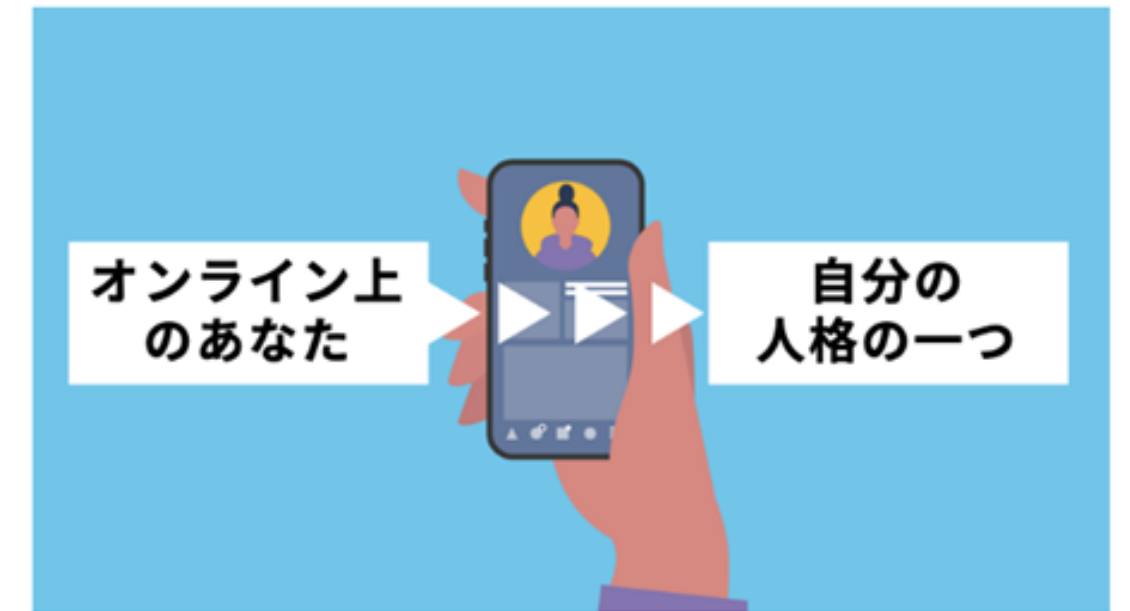 オンライン上
のあなた
自分の
人格の一つ